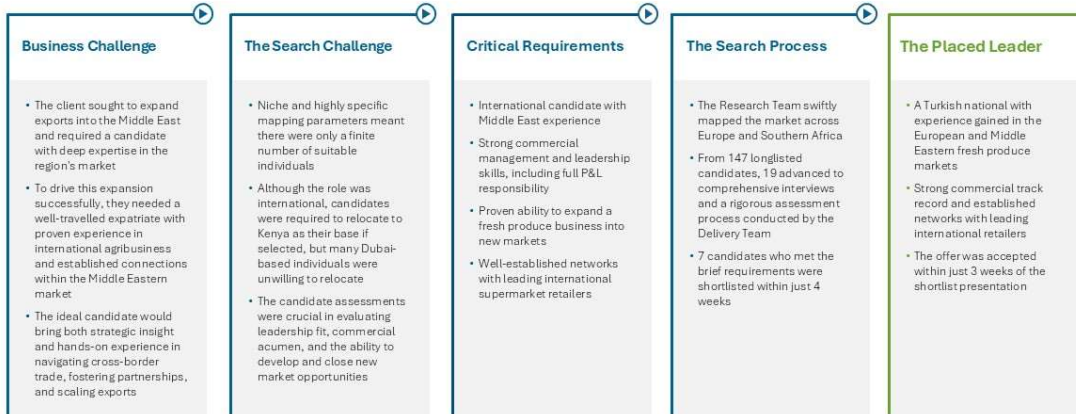 Business Challenge
• The client sought to expand
exports into the Middle East
and required a candidate
with deep expertise in the
region's market
• To drive this expansion
successfully, they needed a
well-travelled expatriate with
proven experience in
international agribusiness
and established connections
within the Middle Eastern
market
• The ideal candidate would
bring both strategic insight
and hands-on experience in
navigating cross-border
trade, fostering partnerships,
and scaling exports
The Search Challenge
• Niche and highly specific
mapping parameters meant
there were only a finite
number of suitable
individuals
• Although the role was
international, candidates
were required to relocate to
Kenya as their base if
selected, but many Dubai-
based individuals were
unwilling to relocate
• The candidate assessments
were crucial in evaluating
leadership fit, commercial
acumen, and the ability to
develop and close new
market opportunities
Critical Requirements
• International candidate with
Middle East experience
• Strong commercial
management and leadership
skills, including full P&L
responsibility
• Proven ability to expand a
fresh produce business into
new markets
• Well-established networks
with leading international
supermarket retailers
The Search Process
• The Research Team swiftly
mapped the market across
Europe and Southern Africa
• From 147 longlisted
candidates, 19 advanced to
comprehensive interviews
and a rigorous assessment
process conducted by the
Delivery Team
• 7 candidates who met the
brief requirements were
shortlisted within just 4
weeks
The Placed Leader
• A Turkish national with
experience gained in the
European and Middle
Eastern fresh produce
markets
• Strong commercial track
record and established
networks with leading
international retailers
• The offer was accepted
within just 3 weeks of the
shortlist presentation